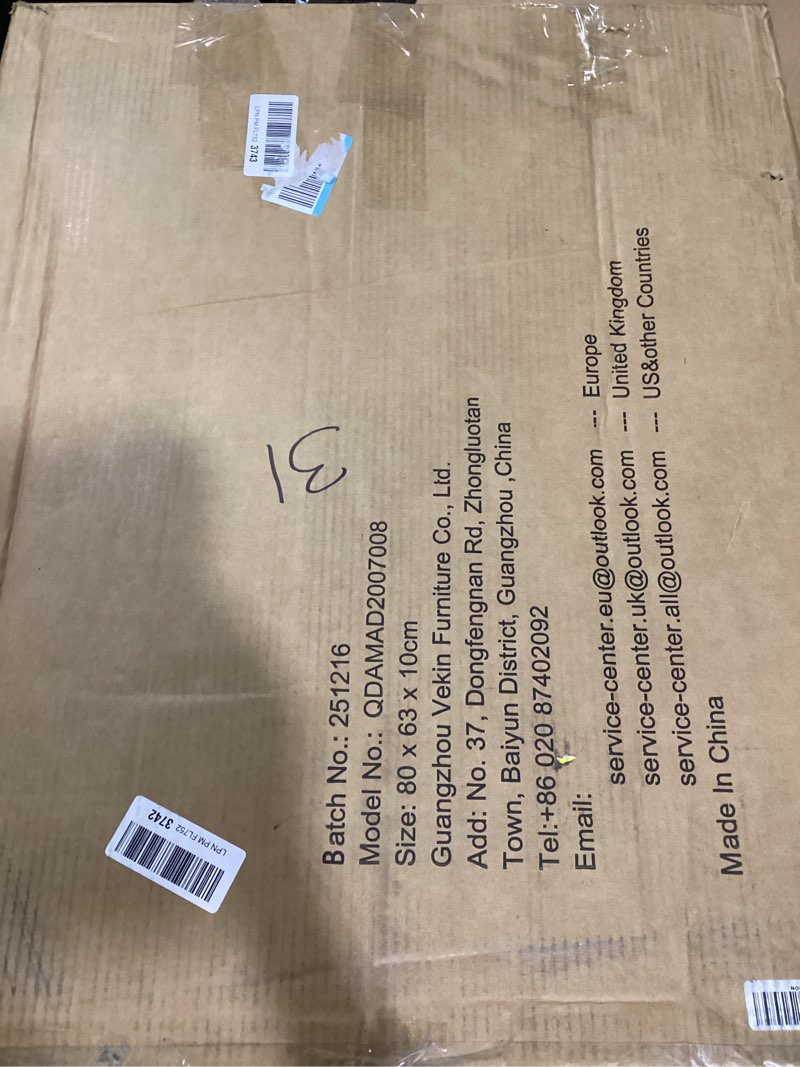 Batch No.: 251216
Model No.: QDAMAD2007008
Size: 80 x 63 x 10cm
Guangzhou Vekin Furniture Co., Ltd.
Add: No. 37, Dongfengnan Rd, Zhongluotan
Town, Baiyun District, Guangzhou ,China
Tel:+86 020 87402092
Email:
service-center.eu@outlook.com --- Europe
service-center.uk@outlook.com --- United Kingdom
service-center.all@outlook.com --- US&other Countries
Made In China
LPN PM FL752 3743
LPN PM FL752 3742